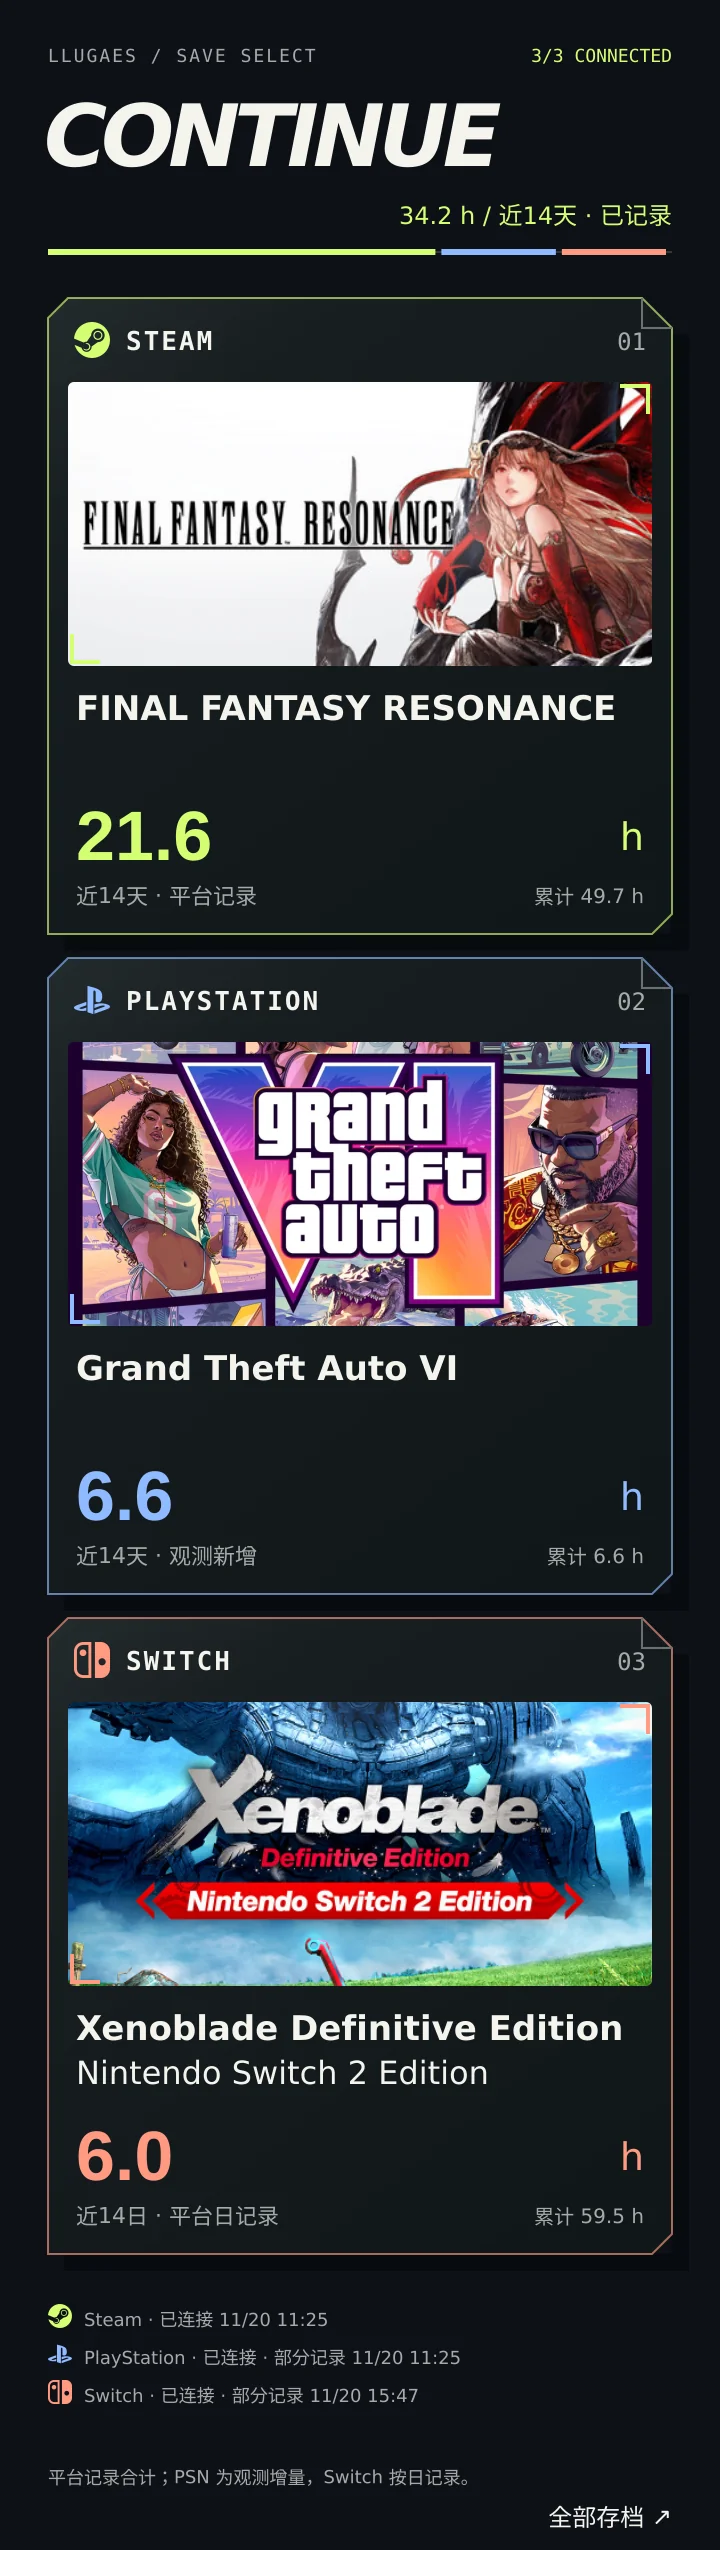 LLUGAES / SAVE SELECT
3/3 CONNECTED
CONTINUE
34.2 h / 近14天 · 已记录
STEAM
01
FINAL FANTASY RESONANCE
FINAL FANTASY RESONANCE
21.6
h
近14天 · 平台记录
累计 49.7 h
PLAYSTATION
02
VI
grand
theft
auto
Grand Theft Auto VI
6.6
h
近14天 · 观测新增
累计 6.6 h
SWITCH
03
Xenoblade™
Definitive Edition
Nintendo Switch 2 Edition
Xenoblade Definitive Edition
Nintendo Switch 2 Edition
6.0
h
近14日 · 平台日记录
累计 59.5 h
Steam · 已连接 11/20 11:25
PlayStation · 已连接 · 部分记录 11/20 11:25
Switch · 已连接 · 部分记录 11/20 15:47
平台记录合计；PSN 为观测增量，Switch 按日记录。
全部存档 ↗